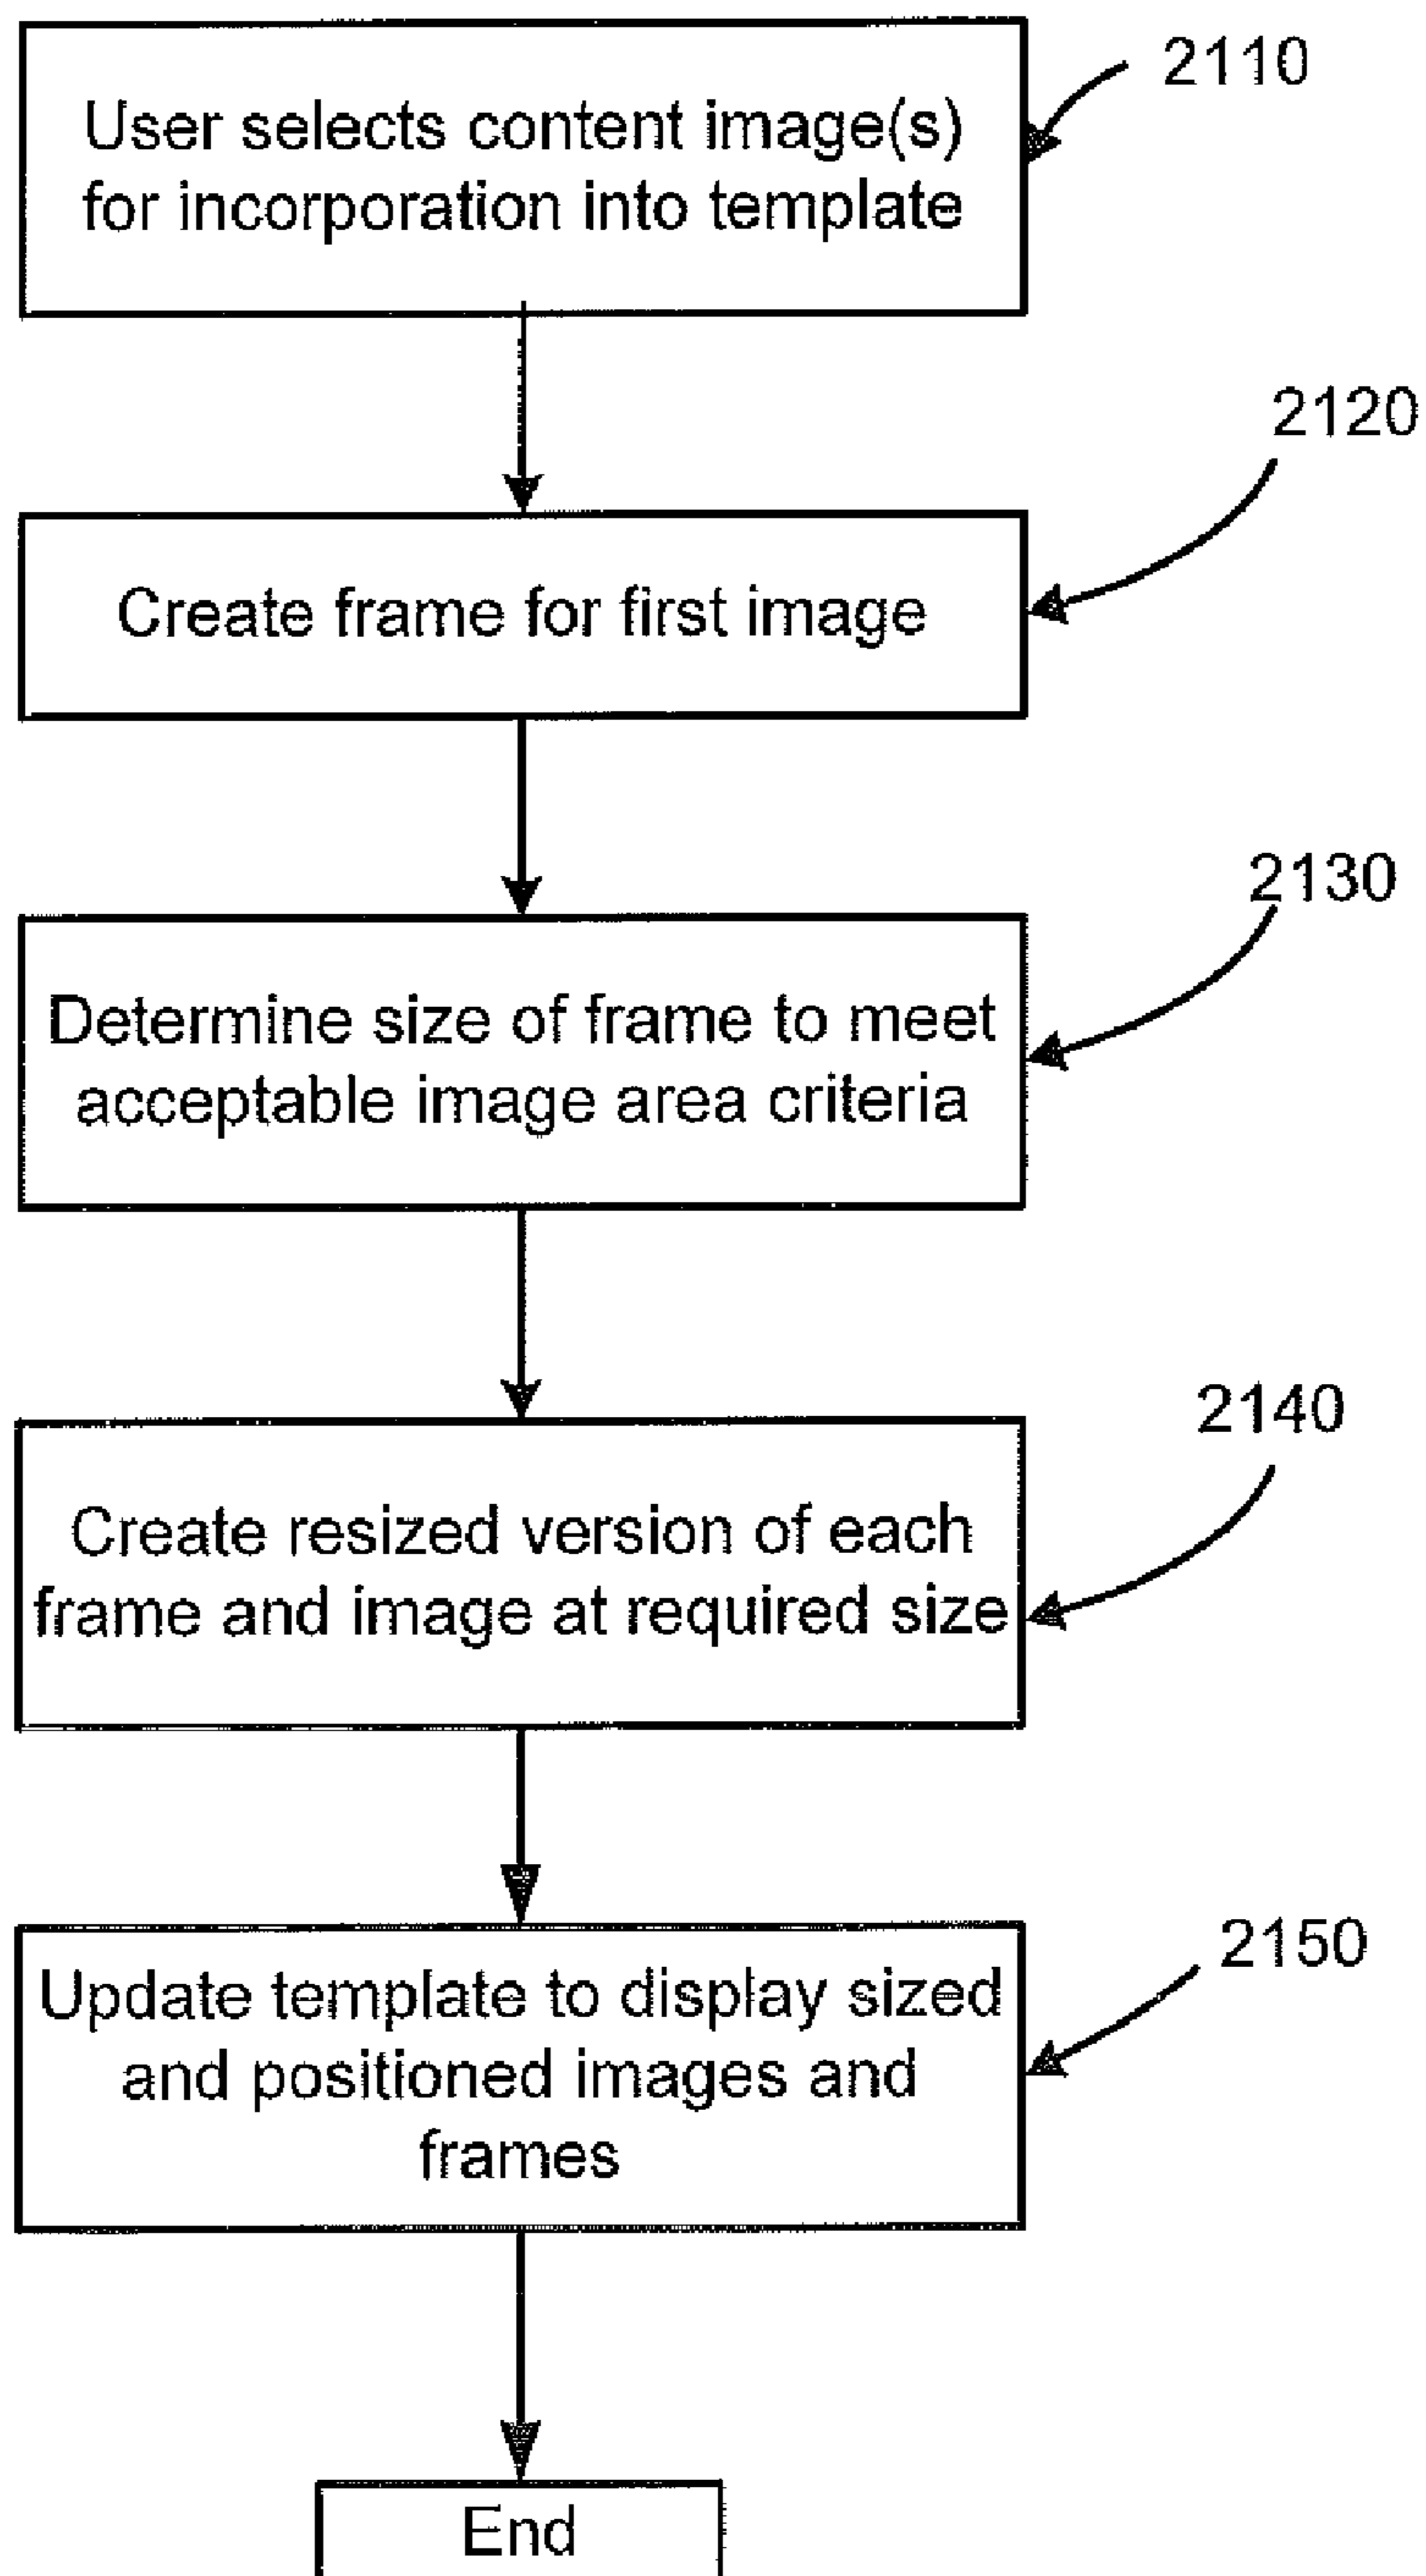 User selects content image(s)
for incorporation into template
2110
Create frame for first image
2120
Determine size of frame to meet
acceptable image area criteria
2130
Create resized version of each
frame and image at required size
2140
Update template to display sized
and positioned images and
frames
2150
End